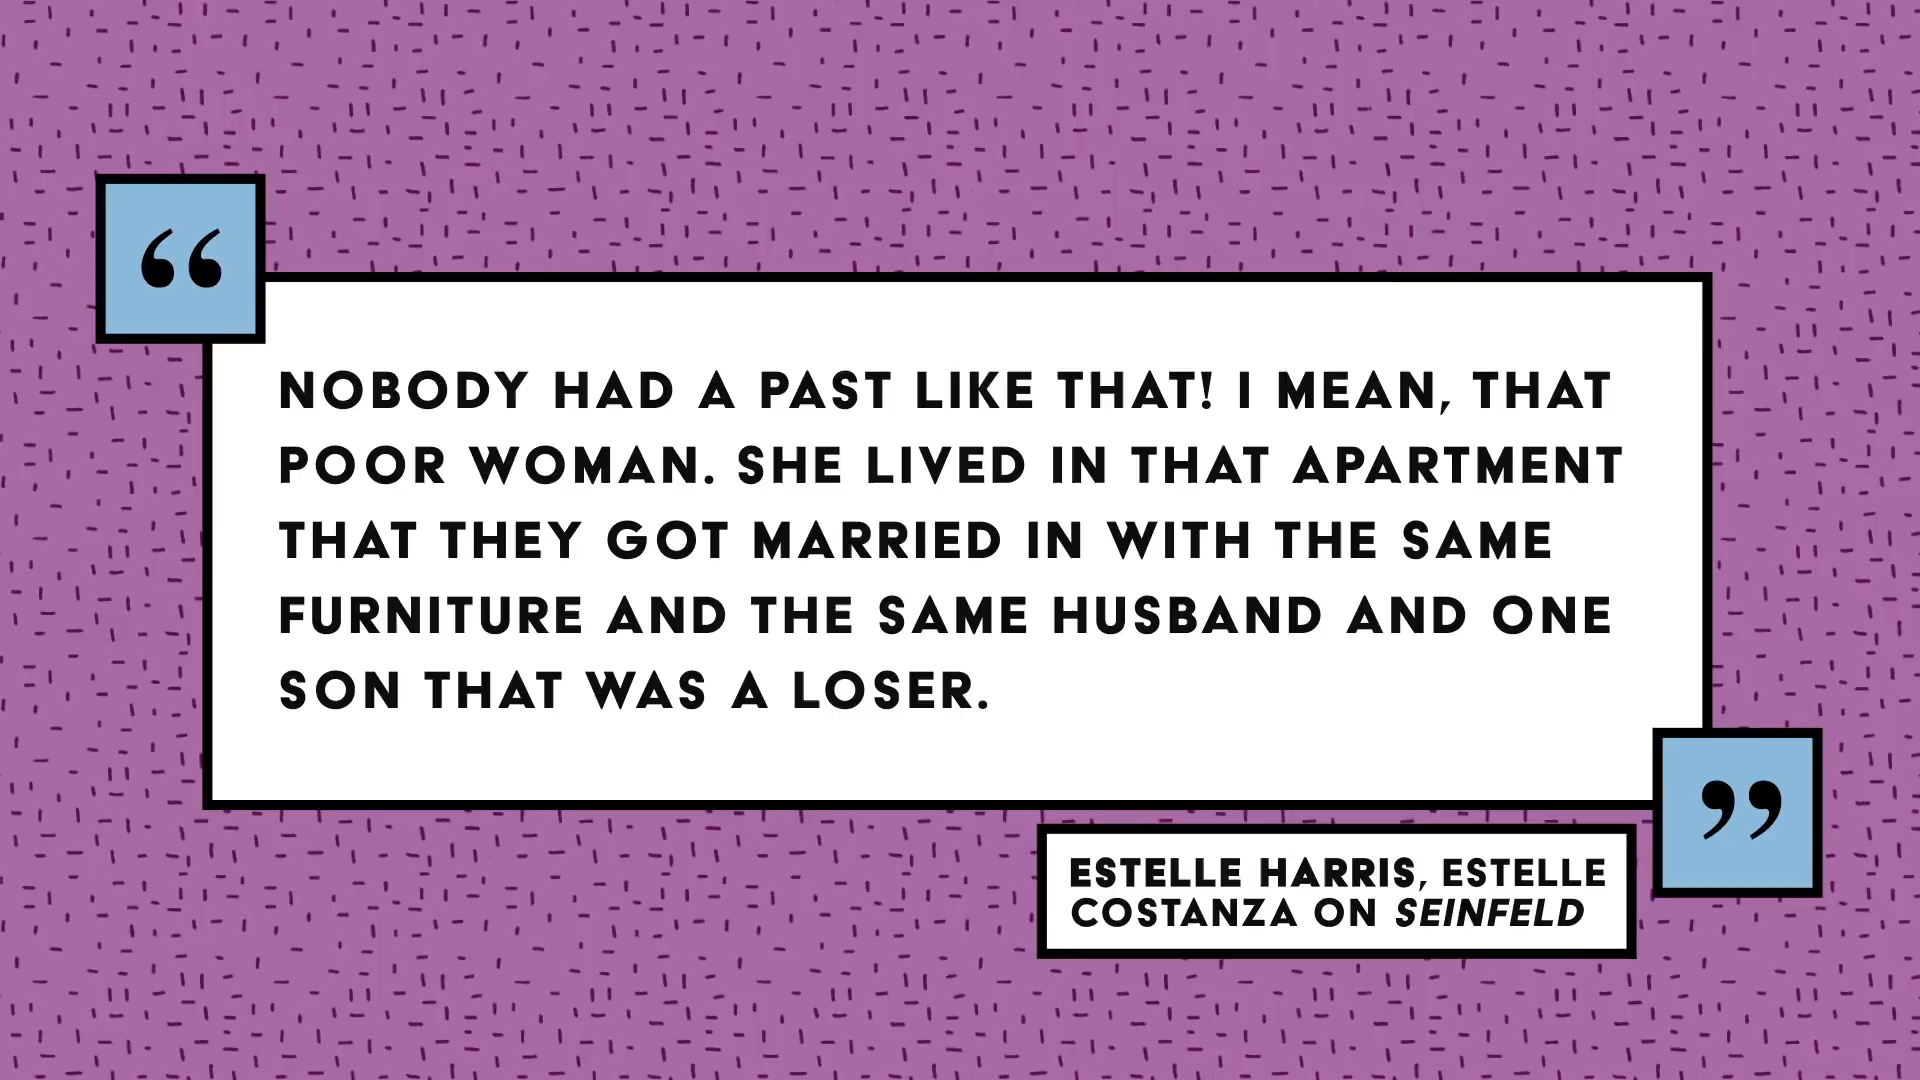 “
NOBODY HAD A PAST LIKE THAT! I MEAN, THAT
POOR WOMAN. SHE LIVED IN THAT APARTMENT
THAT THEY GOT MARRIED IN WITH THE SAME
FURNITURE AND THE SAME HUSBAND AND ONE
SON THAT WAS A LOSER.
”
ESTELLE HARRIS, ESTELLE
COSTANZA ON SEINFELD